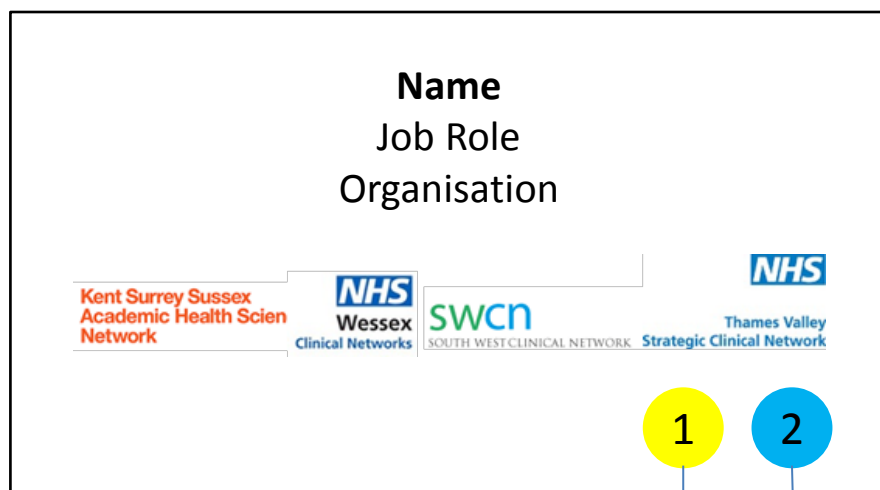 Name
Job Role
Organisation
Kent Surrey Sussex
Academic Health Scien
Network
NHS
Wessex
Clinical Networks
swcn
SOUTH WEST CLINICAL NETWORK
NHS
Thames Valley
Strategic Clinical Network
1
2